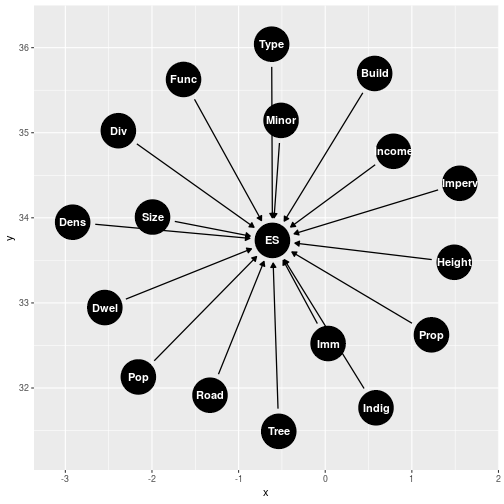 Type
Func
Build
Minor
Div
ncome
Imperv
Size
Dens
ES
Height
Dwel
Prop
Imm
Pop
Road
Indig
Tree
36
35
34
33
32
y
-3
-2
-1
0
1
2
x